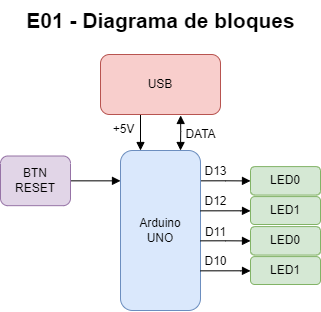 E01 - Diagrama de bloques
USB
+5V
DATA
BTN
RESET
Arduino
UNO
D13
LED0
D12
LED1
D11
LED0
D10
LED1